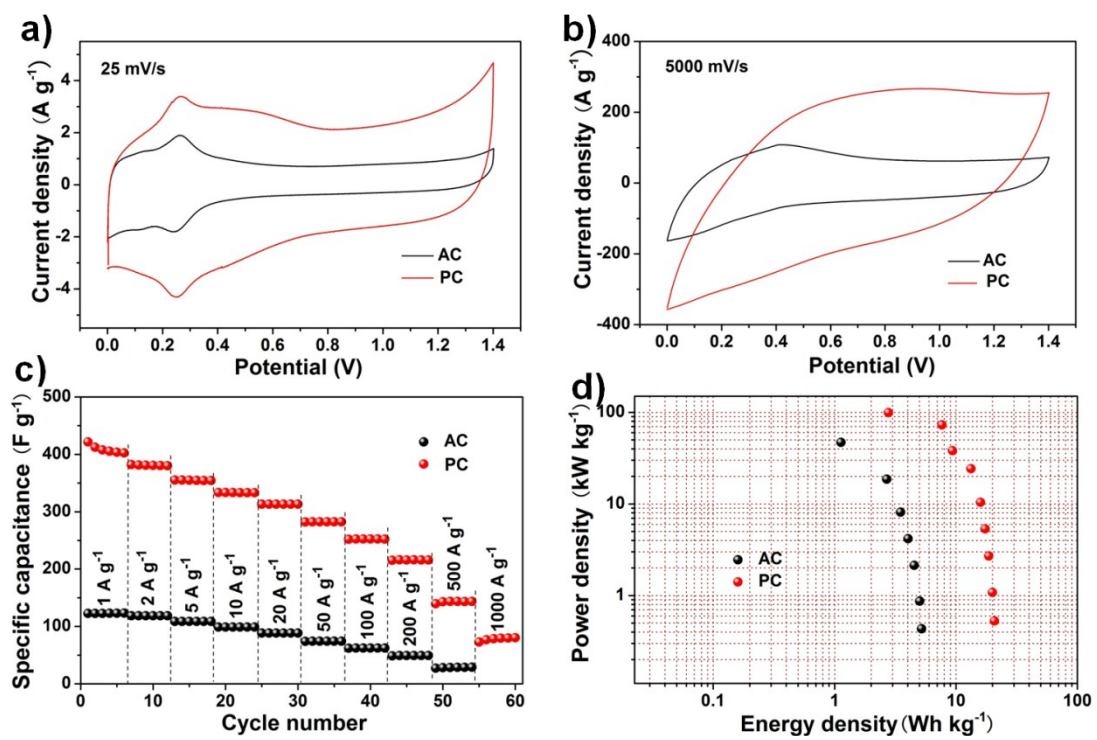 a)
25 mV/s
Current density (A g⁻¹)
4
2
0
-2
-4
AC
PC
0.0 0.2 0.4 0.6 0.8 1.0 1.2 1.4
Potential (V)
b)
5000 mV/s
Current density (A g⁻¹)
400
200
0
-200
-400
AC
PC
0.0 0.2 0.4 0.6 0.8 1.0 1.2 1.4
Potential (V)
c)
Specific capacitance (F g⁻¹)
500
400
300
200
100
0
AC
PC
1 A g⁻¹
2 A g⁻¹
5 A g⁻¹
10 A g⁻¹
20 A g⁻¹
50 A g⁻¹
100 A g⁻¹
200 A g⁻¹
500 A g⁻¹
1000 A g⁻¹
0 10 20 30 40 50 60
Cycle number
d)
Power density (kW kg⁻¹)
100
10
1
AC
PC
0.1 1 10 100
Energy density (Wh kg⁻¹)